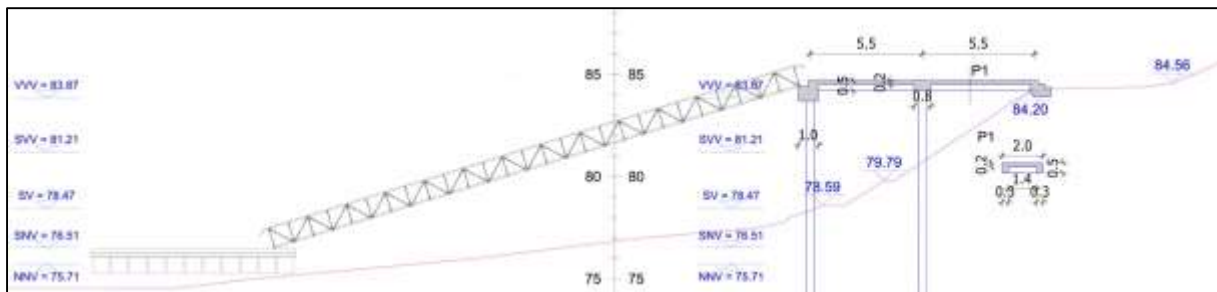 5.5 5.5
84.56
85 85
P1
VVV = 83.87
VVV = 83.87
0.5 0.2
0.8
84.20
SVV = 81.21
SVV = 81.21
1.0
P1
2.0
79.79
0.2 0.5
80 80
1.4
SV = 78.47
SV = 78.47
78.59
0.3 0.3
SNV = 76.51
SNV = 76.51
NNV = 75.71
75 75
NNV = 75.71